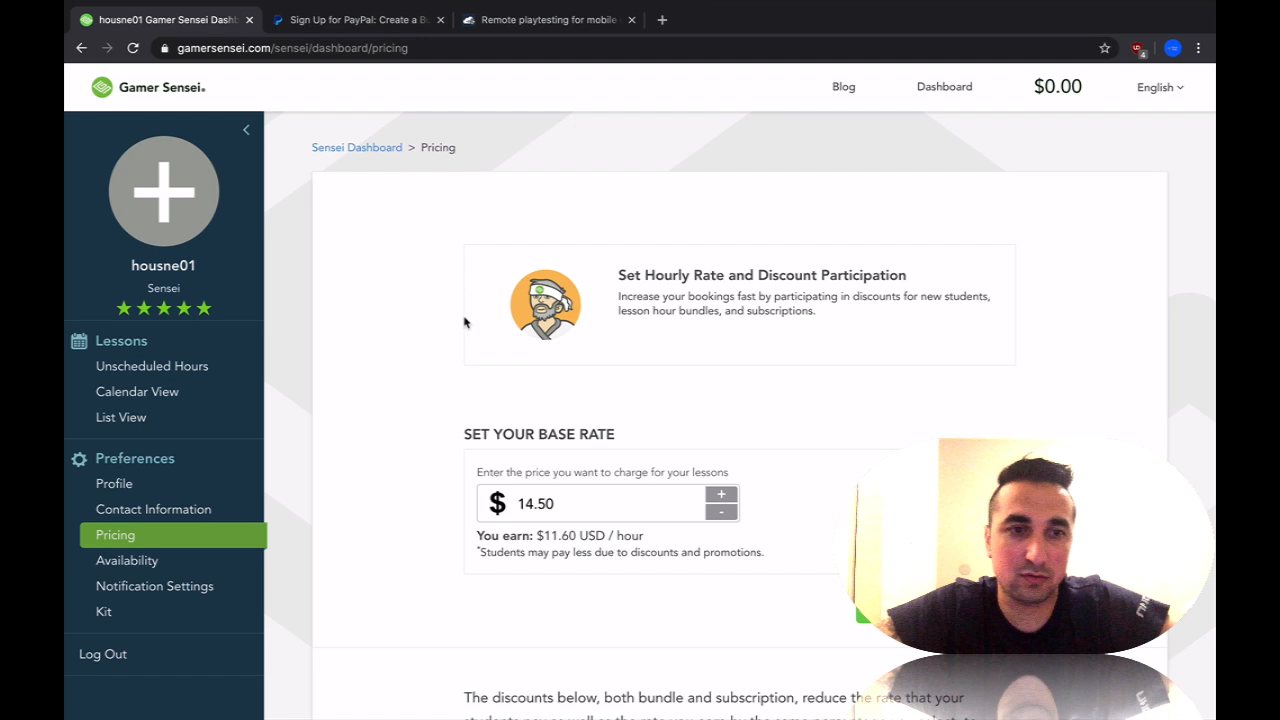 housne01 Gamer Sensei Dashb
Sign Up for PayPal: Create a Bu
Remote playtesting for mobile
gamersensei.com/sensei/dashboard/pricing
4
Gamer Sensei.
Blog
Dashboard
$0.00
English
Sensei Dashboard > Pricing
housne01
Sensei
Lessons
Unscheduled Hours
Calendar View
List View
Preferences
Profile
Contact Information
Pricing
Availability
Notification Settings
Kit
Log Out
Set Hourly Rate and Discount Participation
Increase your bookings fast by participating in discounts for new students,
lesson hour bundles, and subscriptions.
SET YOUR BASE RATE
Enter the price you want to charge for your lessons
$ 14.50
+
-
You earn: $11.60 USD / hour
*Students may pay less due to discounts and promotions.
The discounts below, both bundle and subscription, reduce the rate that your